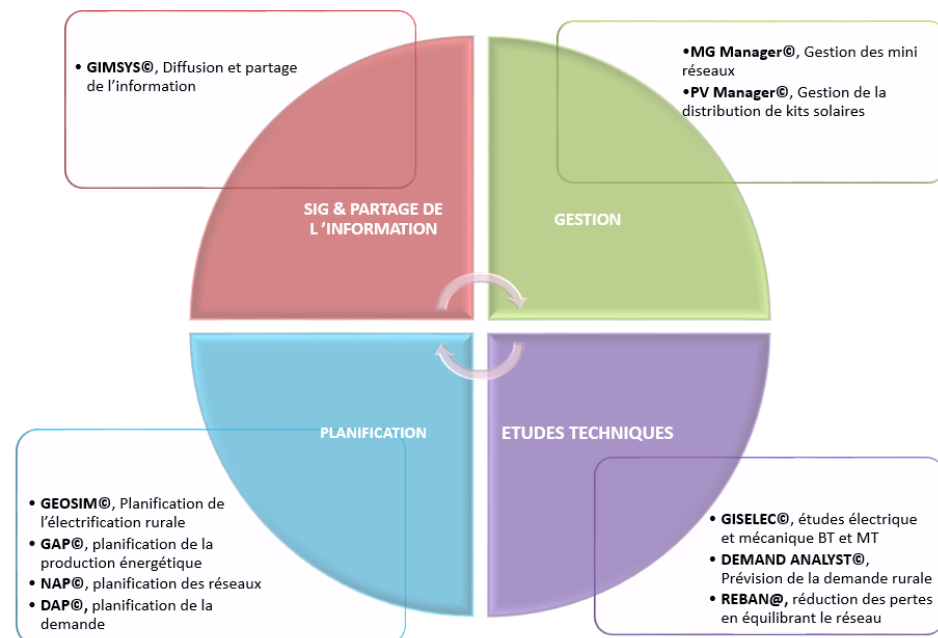 • GIMSYS©, Diffusion et partage
de l’information
•MG Manager©, Gestion des mini
réseaux
•PV Manager©, Gestion de la
distribution de kits solaires
SIG & PARTAGE DE
L ’INFORMATION
GESTION
PLANIFICATION
ETUDES TECHNIQUES
• GEOSIM©, Planification de
l’électrification rurale
• GAP©, planification de la
production énergétique
• NAP©, planification des réseaux
• DAP©, planification de la
demande
• GISELEC©, études électrique
et mécanique BT et MT
• DEMAND ANALYST©,
Prévision de la demande rurale
• REBAN@, réduction des pertes
en équilibrant le réseau